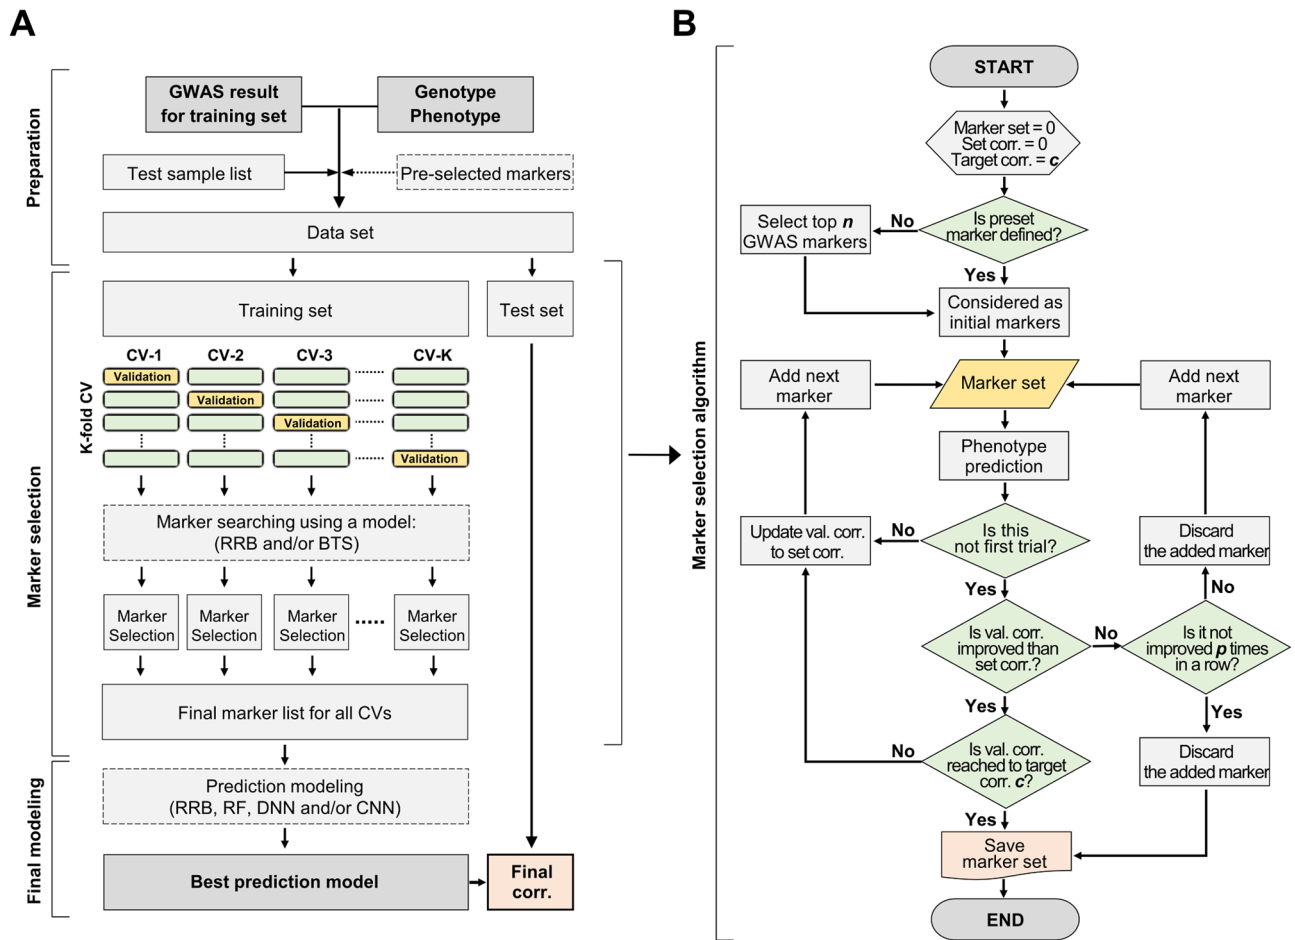 A
Preparation
GWAS result
for training set
Genotype
Phenotype
Test sample list
Pre-selected markers
Data set
Marker selection
Training set
Test set
K-fold CV
CV-1
CV-2
CV-3
CV-K
Validation
Validation
Validation
Validation
Marker searching using a model:
(RRB and/or BTS)
Marker
Selection
Marker
Selection
Marker
Selection
Marker
Selection
Final marker list for all CVs
Final modeling
Prediction modeling
(RRB, RF, DNN and/or CNN)
Best prediction model
Final
corr.
B
Marker selection algorithm
START
Marker set = 0
Set corr. = 0
Target corr. = c
Is preset
marker defined?
No
Select top n
GWAS markers
Yes
Considered as
initial markers
Add next
marker
Marker set
Add next
marker
Phenotype
prediction
Update val. corr.
to set corr.
No
Is this
not first trial?
Discard
the added marker
Yes
No
Is val. corr.
improved than
set corr.?
No
Is it not
improved p times
in a row?
Yes
Yes
No
Is val. corr.
reached to target
corr. c?
Discard
the added marker
Yes
Save
marker set
END